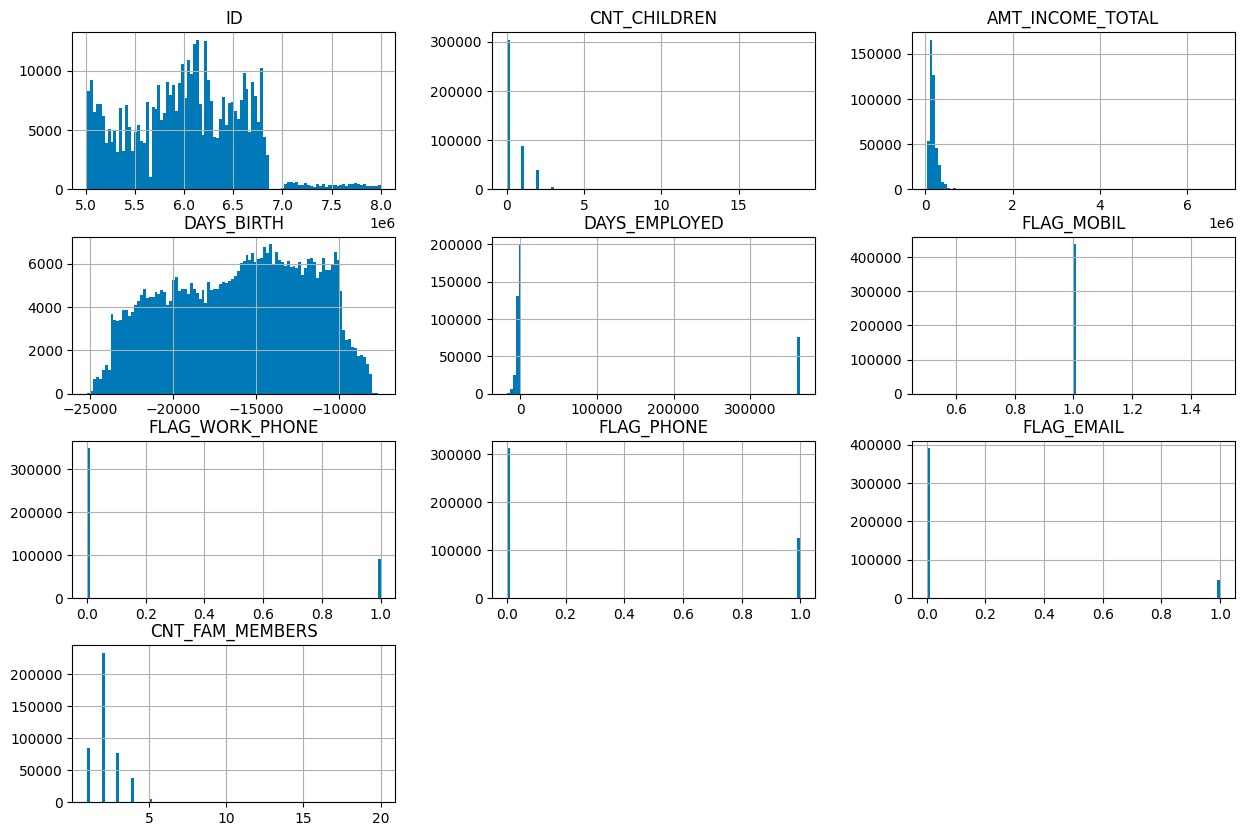 ID CNT_CHILDREN AMT_INCOME_TOTAL
10000 300000 150000
5000 200000 100000
100000 50000
0 0 0
5.0 5.5 6.0 6.5 7.0 7.5 8.0 0 5 10 15 0 2 4 6
1e6 1e6
DAYS_BIRTH DAYS_EMPLOYED FLAG_MOBIL
6000 200000 400000
4000 150000 300000
2000 100000 200000
50000 100000
0 0 0
−25000 −20000 −15000 −10000 0 100000 200000 300000 0.6 0.8 1.0 1.2 1.4
FLAG_WORK_PHONE FLAG_PHONE FLAG_EMAIL
300000 300000 400000
200000 200000 300000
100000 100000 200000
100000
0 0 0
0.0 0.2 0.4 0.6 0.8 1.0 0.0 0.2 0.4 0.6 0.8 1.0 0.0 0.2 0.4 0.6 0.8 1.0
CNT_FAM_MEMBERS
200000
150000
100000
50000
0
5 10 15 20